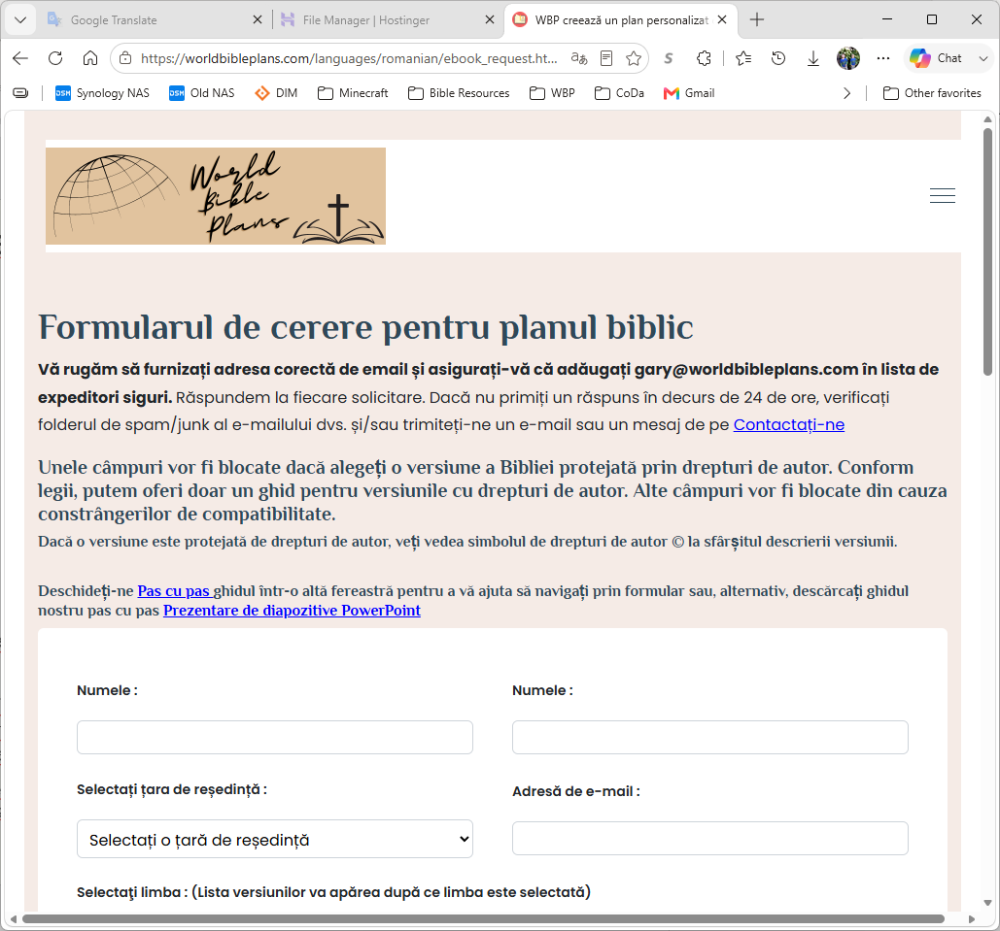 Google Translate
File Manager | Hostinger
WBP creează un plan personalizat
https://worldbibleplans.com/languages/romanian/ebook_request.ht...
Chat
Synology NAS
Old NAS
DIM
Minecraft
Bible Resources
WBP
CoDa
Gmail
Other favorites
World
Bible
Plans
Formularul de cerere pentru planul biblic
Vă rugăm să furnizați adresa corectă de email și asigurați-vă că adăugați gary@worldbibleplans.com în lista de
expeditori siguri. Răspundem la fiecare solicitare. Dacă nu primiți un răspuns în decurs de 24 de ore, verificați
folderul de spam/junk al e-mailului dvs. și/sau trimiteți-ne un e-mail sau un mesaj de pe Contactați-ne
Unele câmpuri vor fi blocate dacă alegeți o versiune a Bibliei protejată prin drepturi de autor. Conform
legii, putem oferi doar un ghid pentru versiunile cu drepturi de autor. Alte câmpuri vor fi blocate din cauza
constrângerilor de compatibilitate.
Dacă o versiune este protejată de drepturi de autor, veți vedea simbolul de drepturi de autor © la sfârșitul descrierii versiunii.
Deschideți-ne Pas cu pas ghidul într-o altă fereastră pentru a vă ajuta să navigați prin formular sau, alternativ, descărcați ghidul
nostru pas cu pas Prezentare de diapozitive PowerPoint
Numele :
Numele :
Selectați țara de reședință :
Adresă de e-mail :
Selectați o țară de reședință
Selectaţi limba : (Lista versiunilor va apărea după ce limba este selectată)